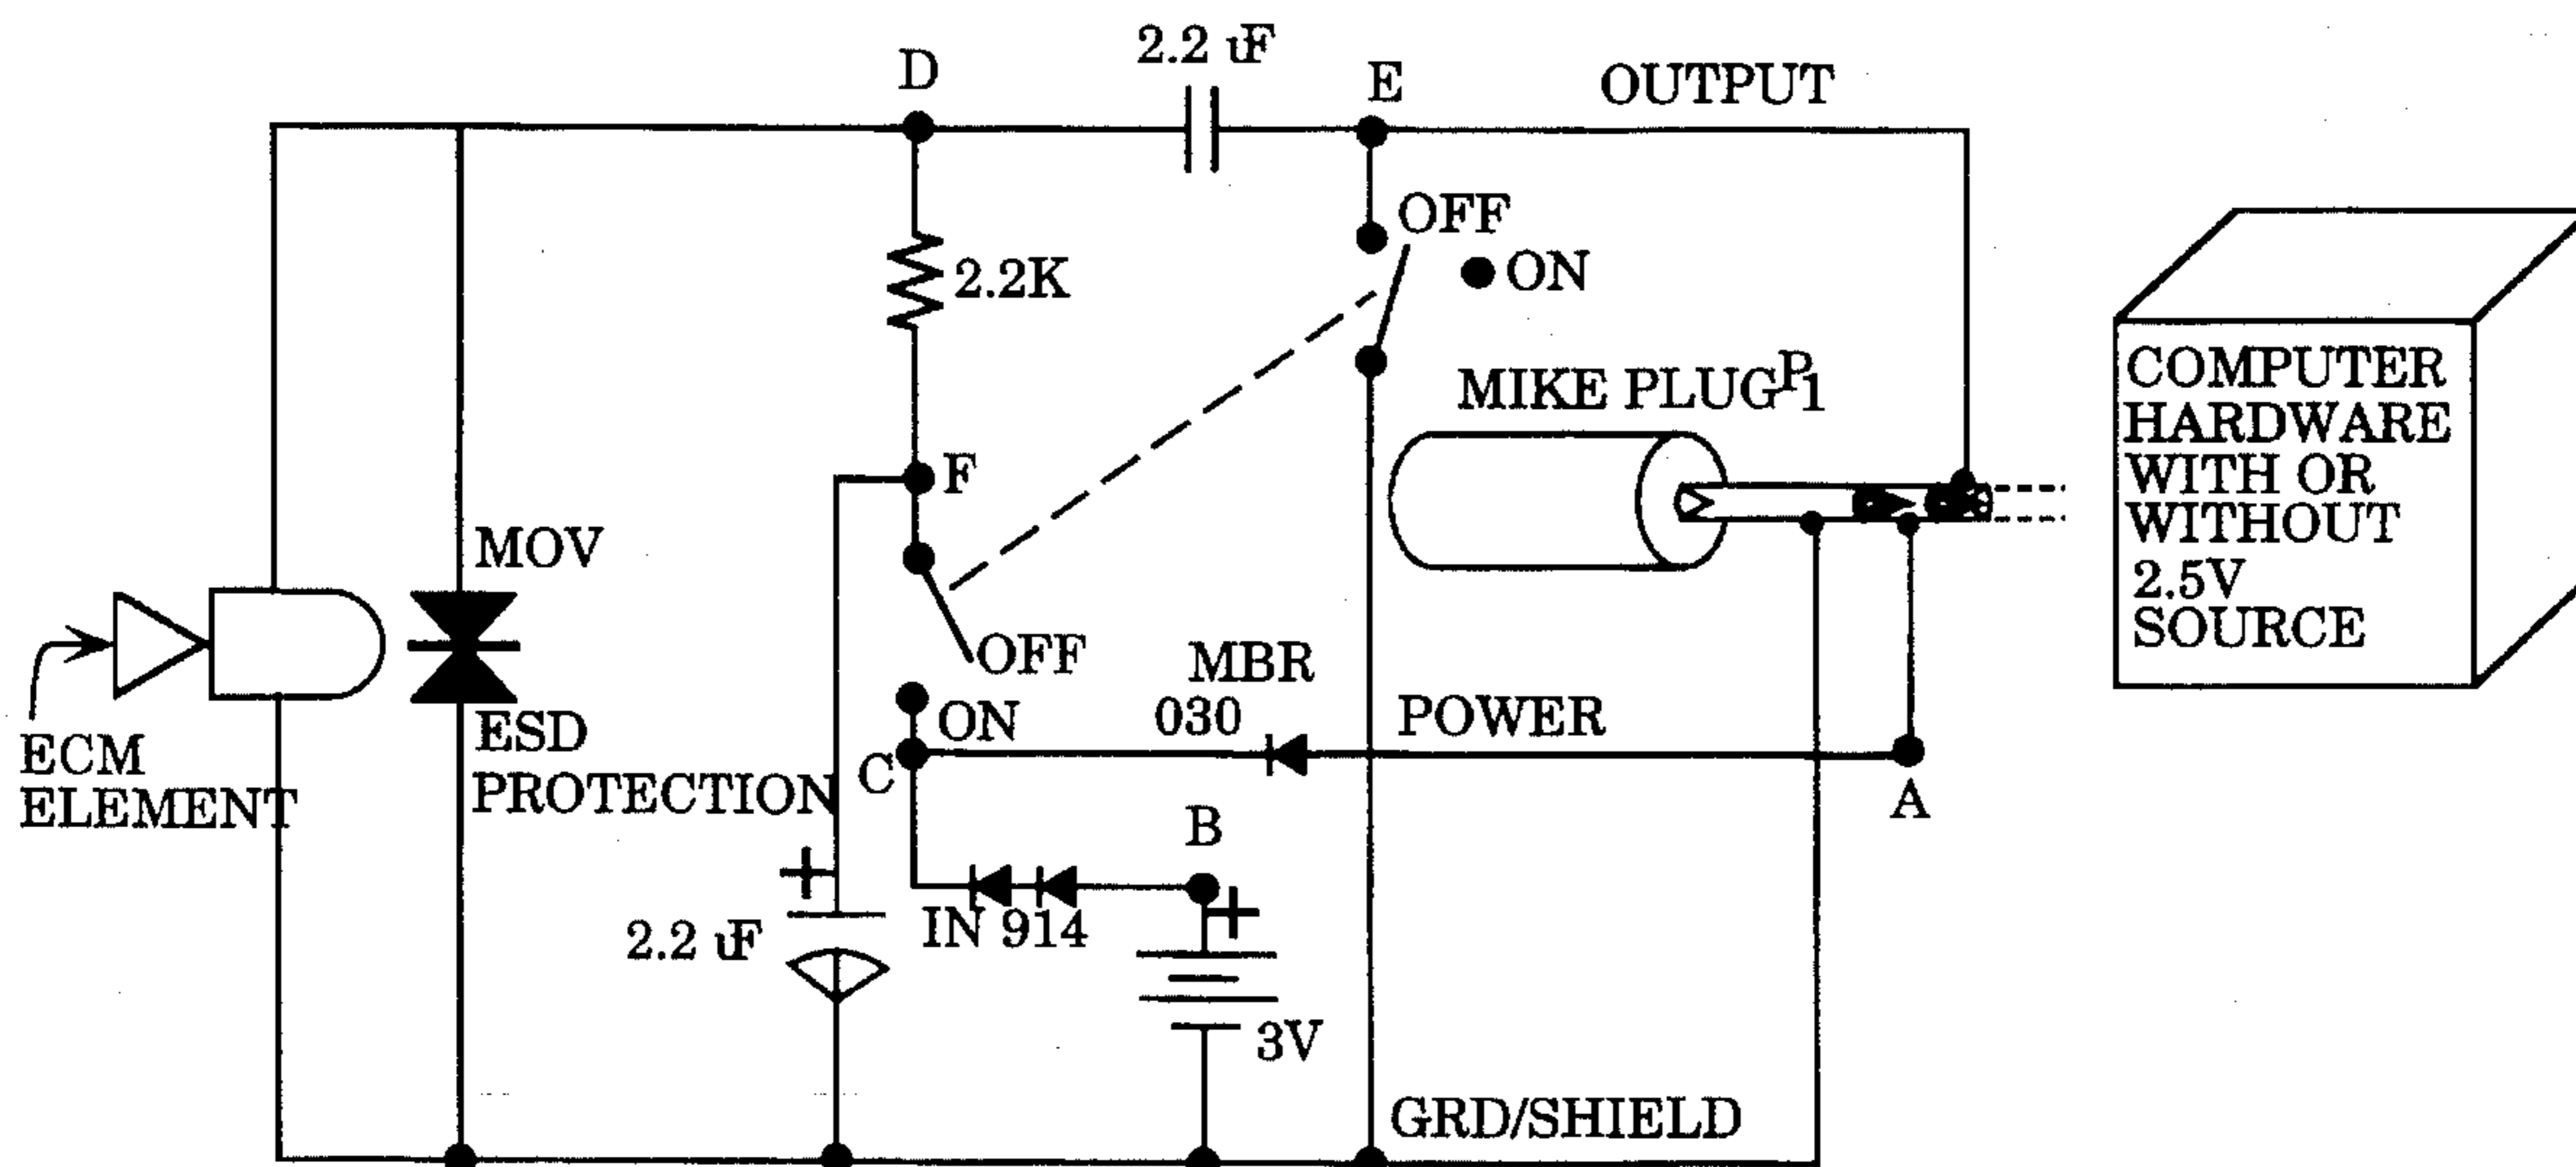 2.2 uF
D
E
OUTPUT
OFF
ON
2.2K
MIKE PLUG P1
F
COMPUTER
HARDWARE
WITH OR
WITHOUT
2.5V
SOURCE
MOV
OFF
MBR
030
POWER
ON
ESD
PROTECTION
ECM
ELEMENT
C
A
B
+
+
2.2 uF
IN 914
3V
GRD/SHIELD